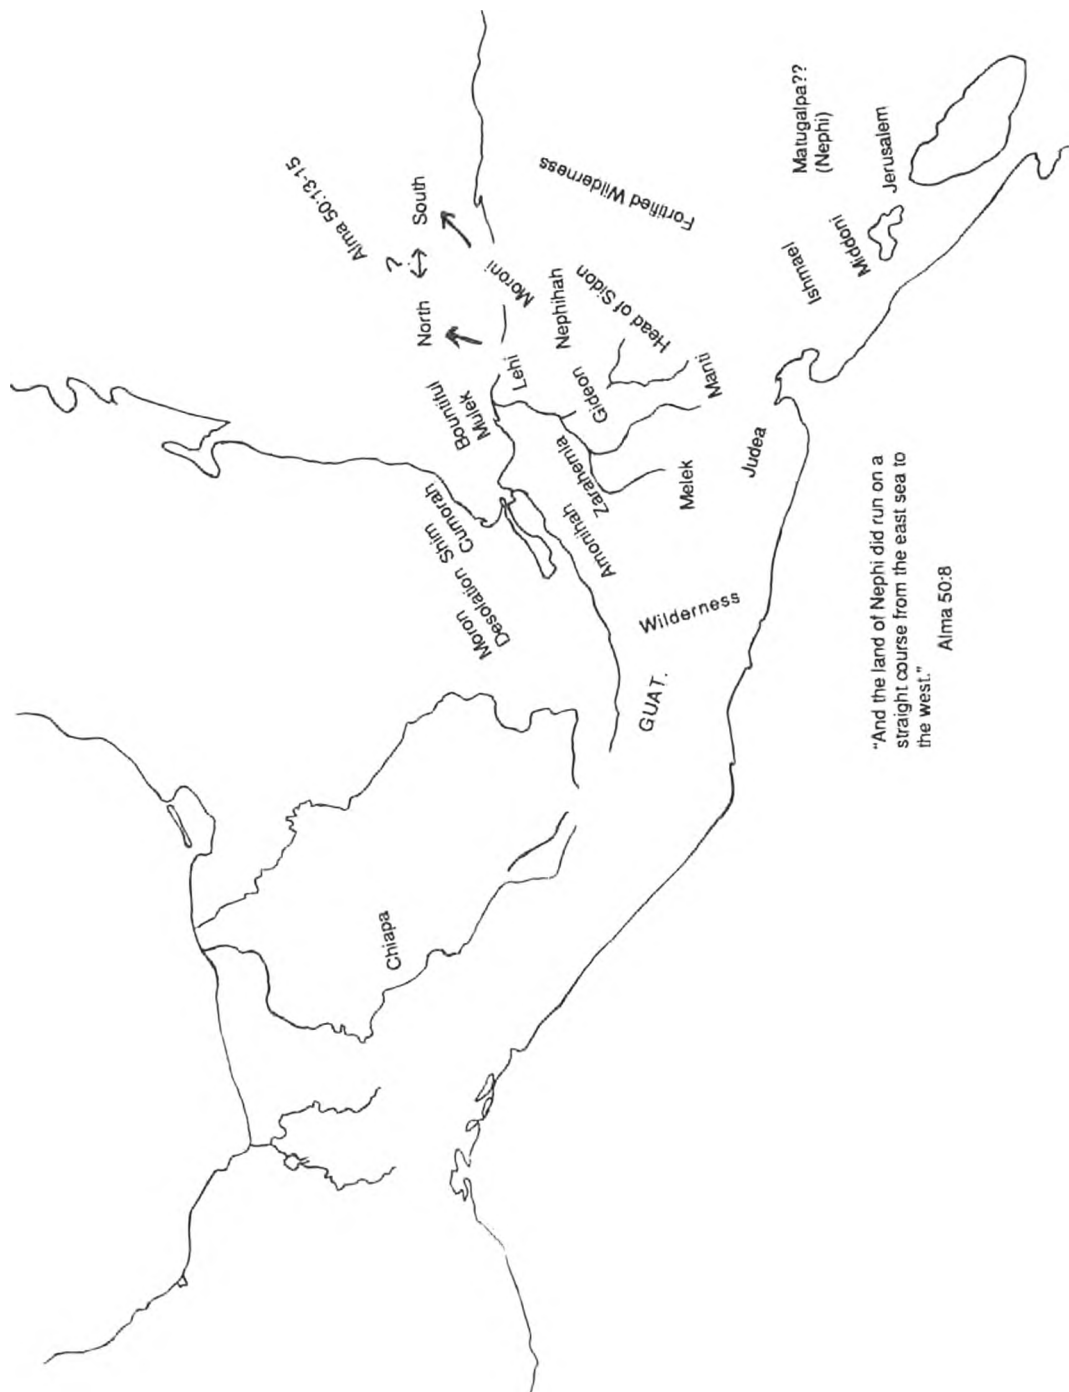 Alma 50:13-15
?
North
South
Moron
Desolation Shim
Cumorah
Bountiful
Mulek
Lehi
Moroni
Fortified Wilderness
Nephihah
Gideon
Head of Sidon
Zarahemla
Amonihah
Manti
Melek
Judea
Wilderness
GUAT.
Chiapa
Ishmael
Middoni
Matugalpa??
(Nephi)
Jerusalem
"And the land of Nephi did run on a
straight course from the east sea to
the west."
Alma 50:8